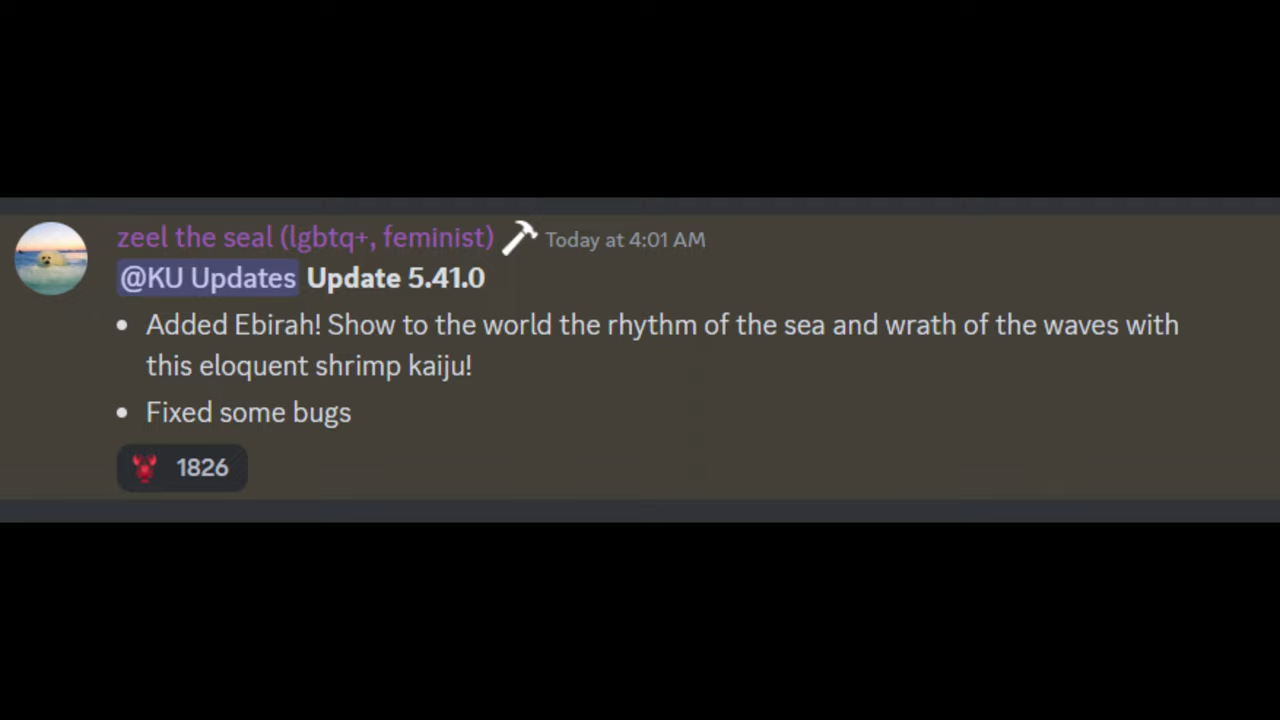 zeel the seal (lgbtq+, feminist) Today at 4:01 AM
@KU Updates Update 5.41.0
• Added Ebirah! Show to the world the rhythm of the sea and wrath of the waves with
this eloquent shrimp kaiju!
• Fixed some bugs
1826